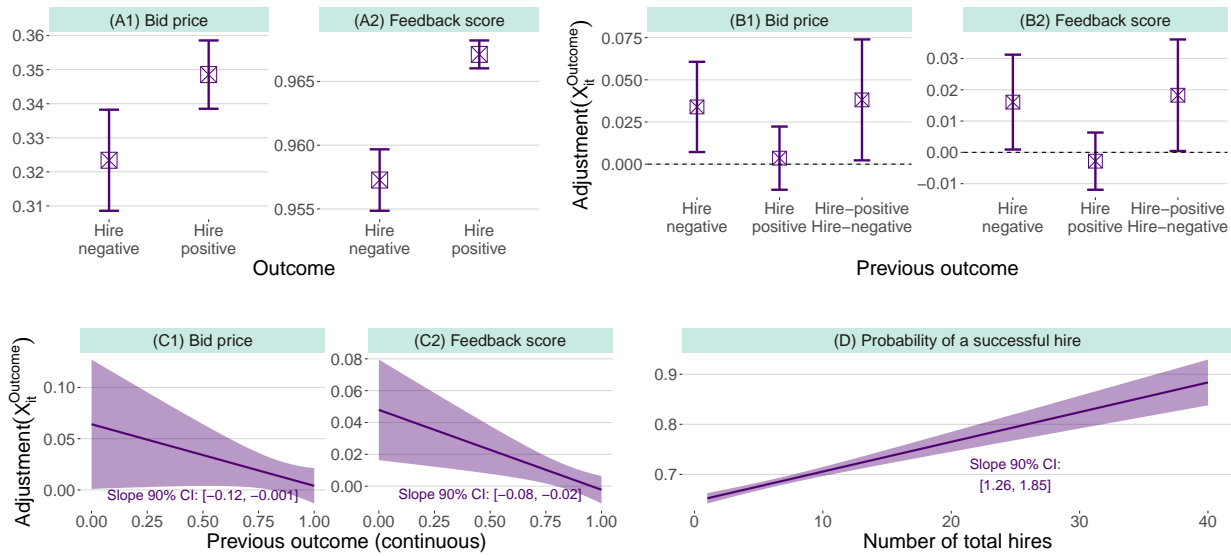 (A1) Bid price
(A2) Feedback score
0.36
0.35
0.34
0.33
0.32
0.31
0.965
0.960
0.955
Hire negative
Hire positive
Hire negative
Hire positive
Outcome
(B1) Bid price
(B2) Feedback score
Adjustment(X_it^Outcome)
0.075
0.050
0.025
0.000
0.03
0.02
0.01
0.00
−0.01
Hire negative
Hire positive
Hire−positive Hire−negative
Hire negative
Hire positive
Hire−positive Hire−negative
Previous outcome
(C1) Bid price
(C2) Feedback score
Adjustment(X_it^Outcome)
0.10
0.05
0.00
0.08
0.06
0.04
0.02
0.00
Slope 90% CI: [−0.12, −0.001]
Slope 90% CI: [−0.08, −0.02]
0.00 0.25 0.50 0.75 1.00
0.00 0.25 0.50 0.75 1.00
Previous outcome (continuous)
(D) Probability of a successful hire
0.9
0.8
0.7
Slope 90% CI:
[1.26, 1.85]
0 10 20 30 40
Number of total hires